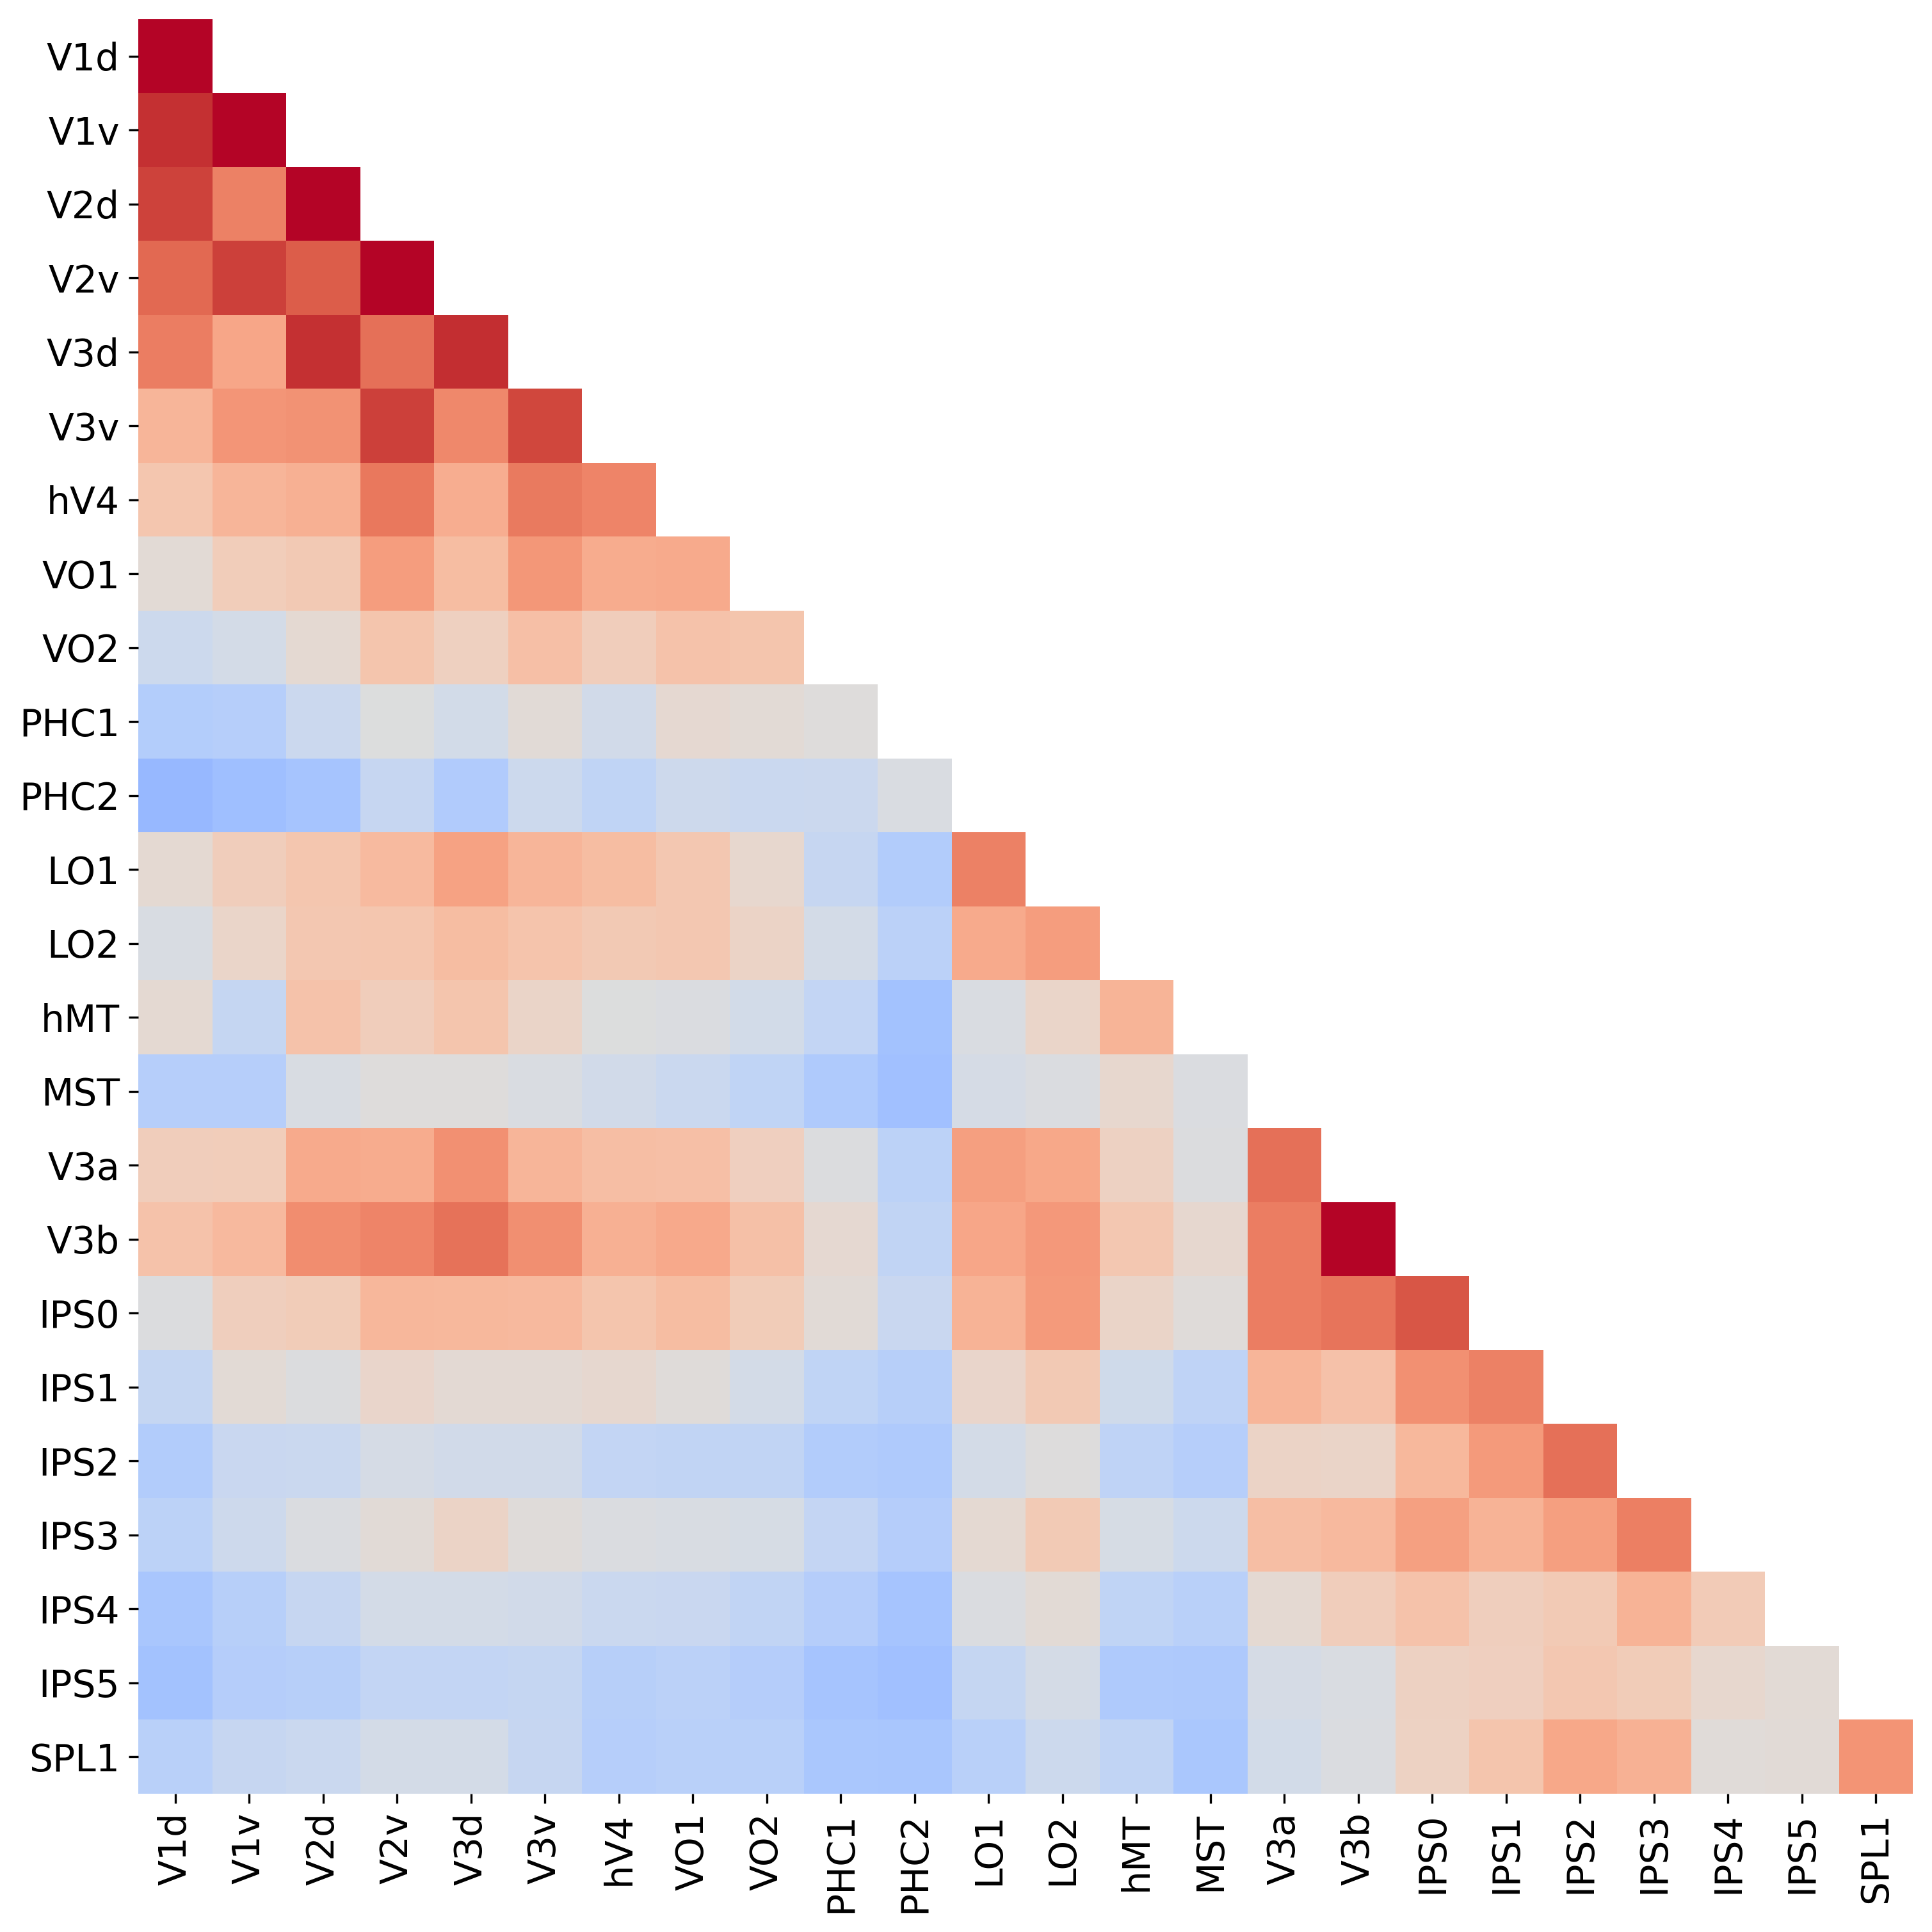 V1d
V1v
V2d
V2v
V3d
V3v
hV4
VO1
VO2
PHC1
PHC2
LO1
LO2
hMT
MST
V3a
V3b
IPS0
IPS1
IPS2
IPS3
IPS4
IPS5
SPL1
V1d
V1v
V2d
V2v
V3d
V3v
hV4
VO1
VO2
PHC1
PHC2
LO1
LO2
hMT
MST
V3a
V3b
IPS0
IPS1
IPS2
IPS3
IPS4
IPS5
SPL1